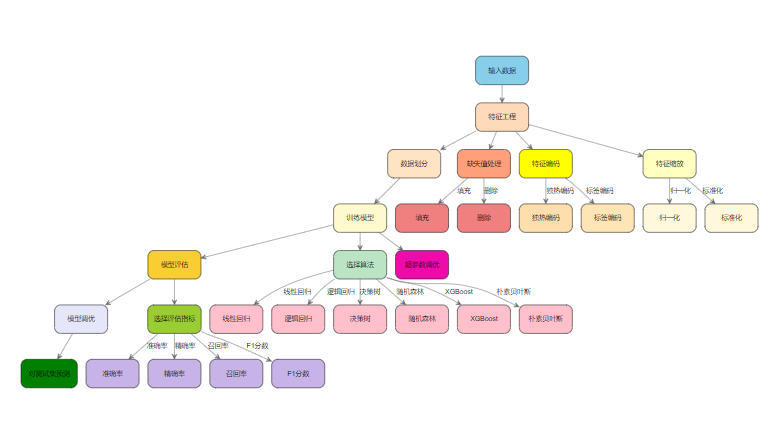 输入数据
特征工程
数据划分
缺失值处理
特征编码
特征缩放
填充
删除
独热编码
标签编码
归一化
标准化
训练模型
填充
删除
独热编码
标签编码
归一化
标准化
模型评估
选择算法
超参数调优
线性回归
逻辑回归
决策树
随机森林
XGBoost
朴素贝叶斯
模型调优
选择评估指标
线性回归
逻辑回归
决策树
随机森林
XGBoost
朴素贝叶斯
准确率
精确率
召回率
F1分数
对测试集预测
准确率
精确率
召回率
F1分数